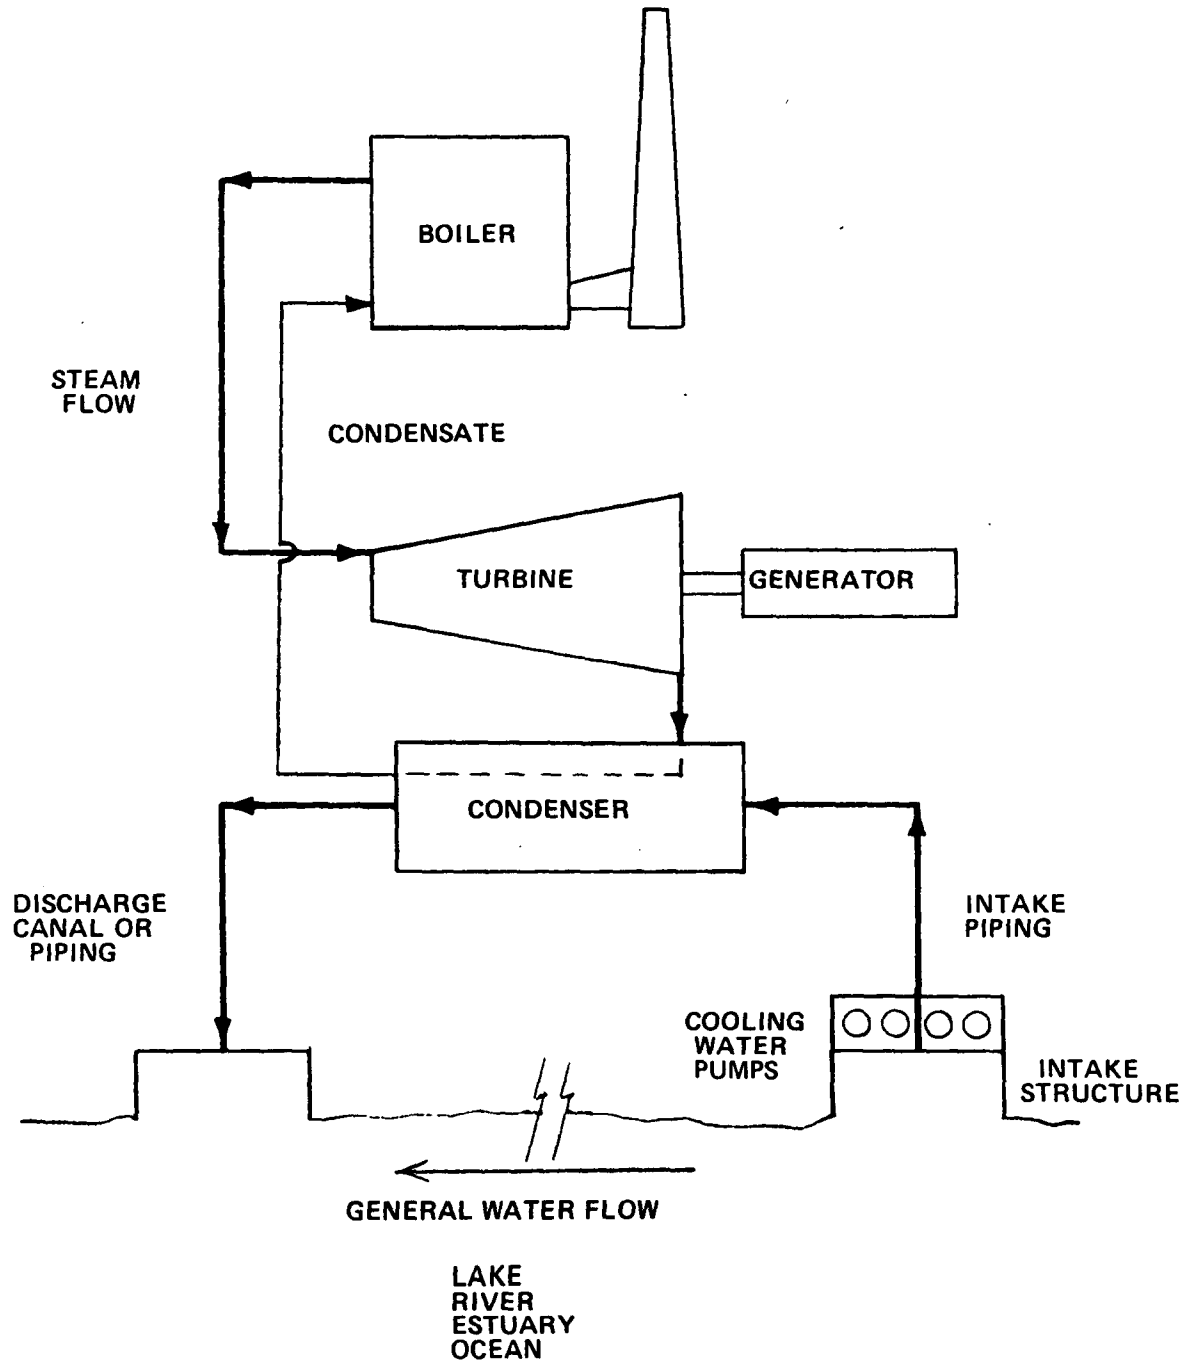 BOILER
STEAM
FLOW
CONDENSATE
TURBINE
GENERATOR
CONDENSER
DISCHARGE
CANAL OR
PIPING
INTAKE
PIPING
COOLING
WATER
PUMPS
INTAKE
STRUCTURE
GENERAL WATER FLOW
LAKE
RIVER
ESTUARY
OCEAN